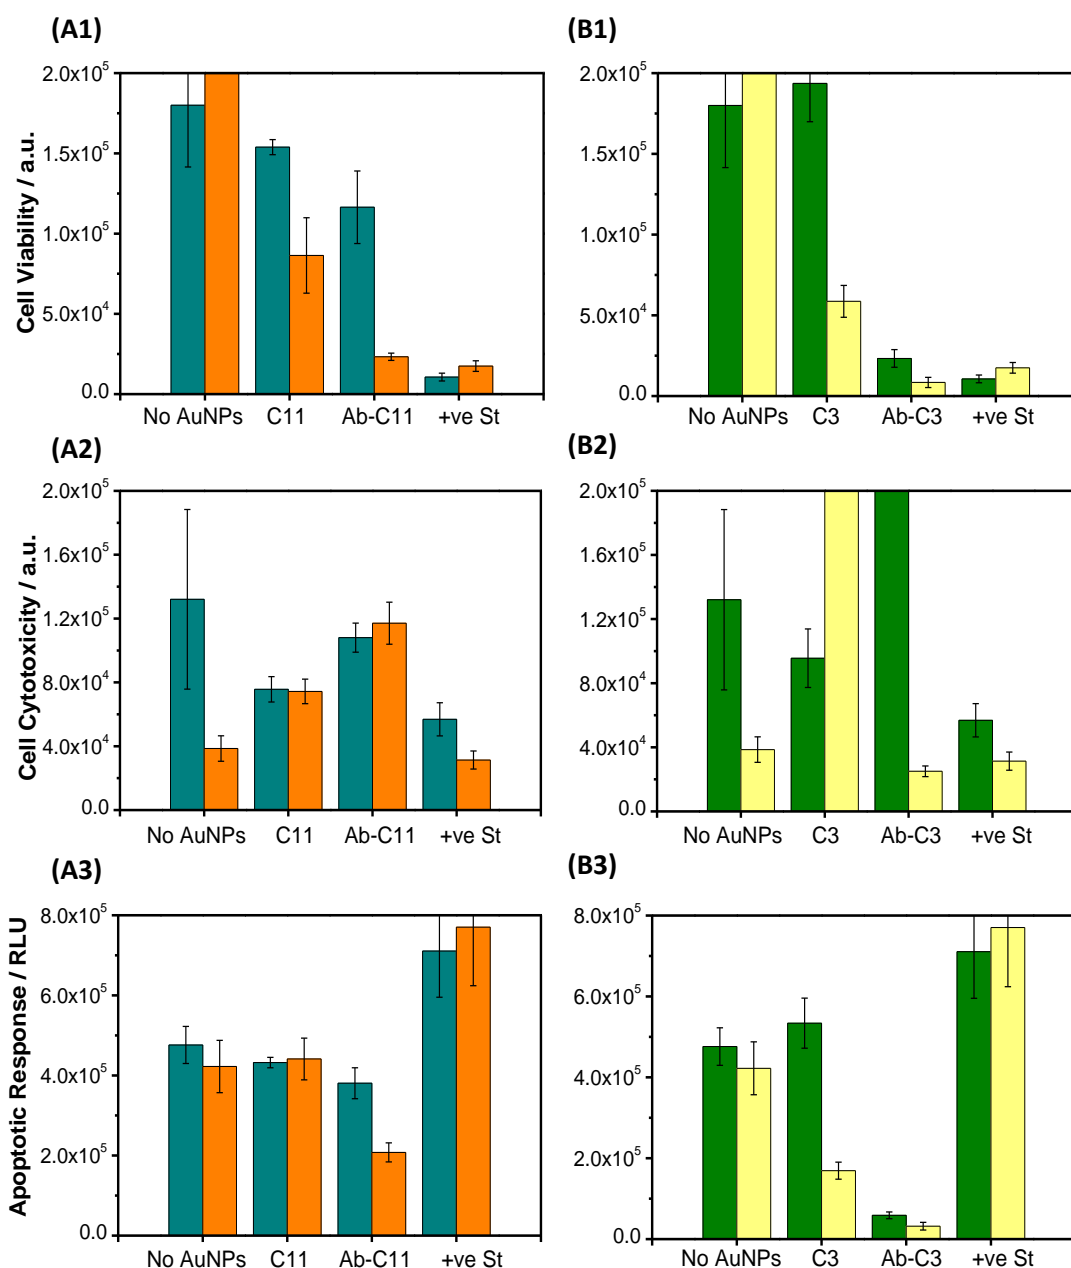 (A1)
Cell Viability / a.u.
2.0x10⁵
1.5x10⁵
1.0x10⁵
5.0x10⁴
0.0
No AuNPs C11 Ab-C11 +ve St
(B1)
2.0x10⁵
1.5x10⁵
1.0x10⁵
5.0x10⁴
0.0
No AuNPs C3 Ab-C3 +ve St
(A2)
Cell Cytotoxicity / a.u.
2.0x10⁵
1.6x10⁵
1.2x10⁵
8.0x10⁴
4.0x10⁴
0.0
No AuNPs C11 Ab-C11 +ve St
(B2)
2.0x10⁵
1.6x10⁵
1.2x10⁵
8.0x10⁴
4.0x10⁴
0.0
No AuNPs C3 Ab-C3 +ve St
(A3)
Apoptotic Response / RLU
8.0x10⁵
6.0x10⁵
4.0x10⁵
2.0x10⁵
0.0
No AuNPs C11 Ab-C11 +ve St
(B3)
8.0x10⁵
6.0x10⁵
4.0x10⁵
2.0x10⁵
0.0
No AuNPs C3 Ab-C3 +ve St